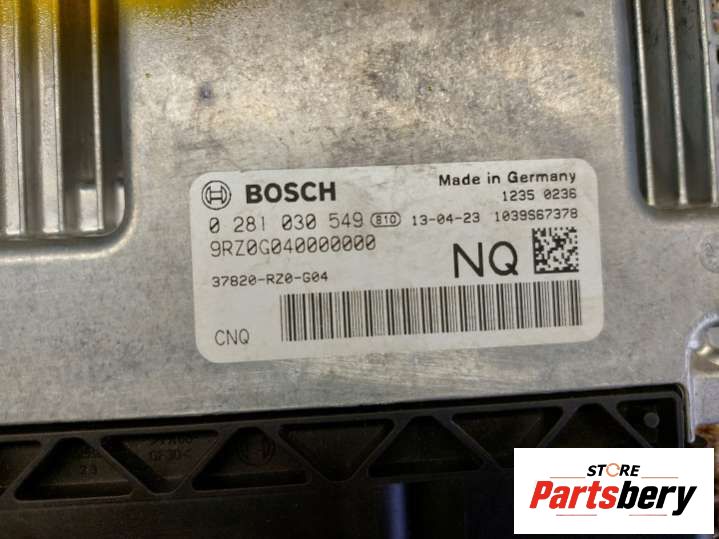 BOSCH
Made in Germany
1235 0236
0 281 030 549 B10 13-04-23 1039S67378
9RZ0G040000000
NQ
37820-RZ0-G04
CNQ
GF30<
STORE
Partsbery